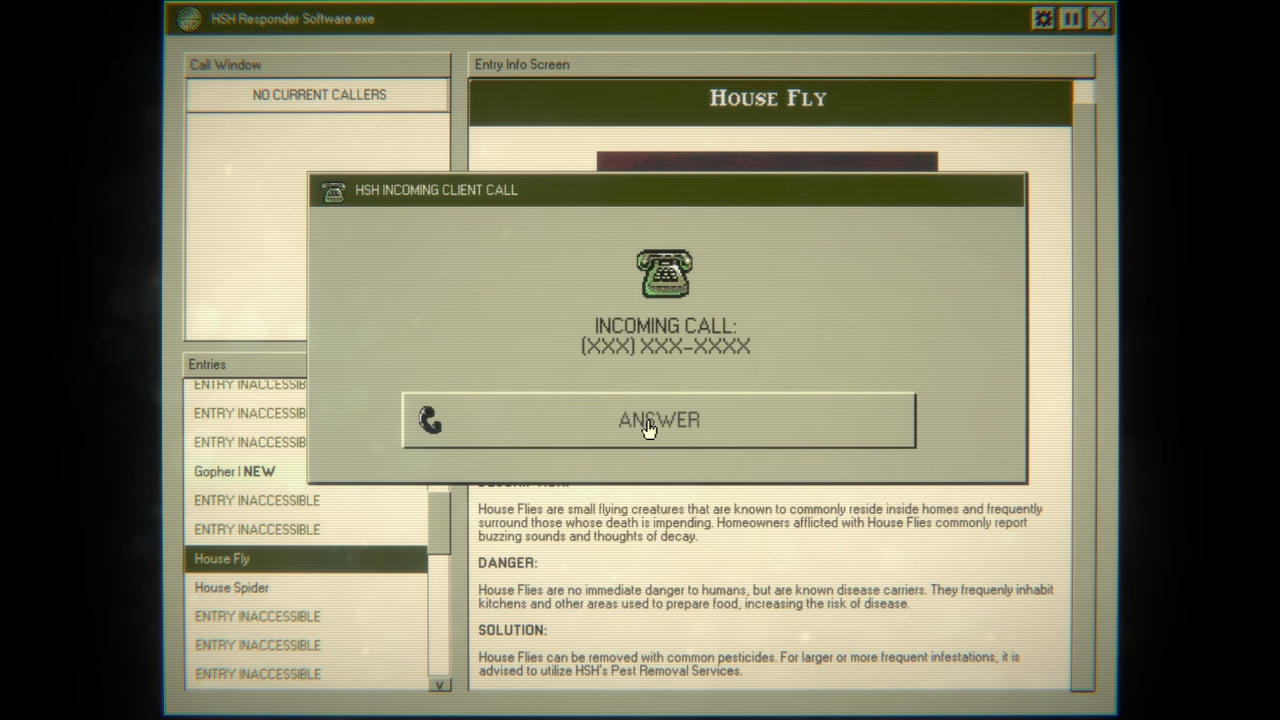 HSH Responder Software.exe
Call Window
NO CURRENT CALLERS
Entry Info Screen
House Fly
HSH INCOMING CLIENT CALL
INCOMING CALL:
(XXX) XXX-XXXX
ANSWER
Entries
ENTRY INACCESSIB
ENTRY INACCESSIB
ENTRY INACCESSIB
Gopher | NEW
ENTRY INACCESSIBLE
ENTRY INACCESSIBLE
House Fly
House Spider
ENTRY INACCESSIBLE
ENTRY INACCESSIBLE
ENTRY INACCESSIBLE
House Flies are small flying creatures that are known to commonly reside inside homes and frequently
surround those whose death is impending. Homeowners afflicted with House Flies commonly report
buzzing sounds and thoughts of decay.
DANGER:
House Flies are no immediate danger to humans, but are known disease carriers. They frequenly inhabit
kitchens and other areas used to prepare food, increasing the risk of disease.
SOLUTION:
House Flies can be removed with common pesticides. For larger or more frequent infestations, it is
advised to utilize HSH's Pest Removal Services.